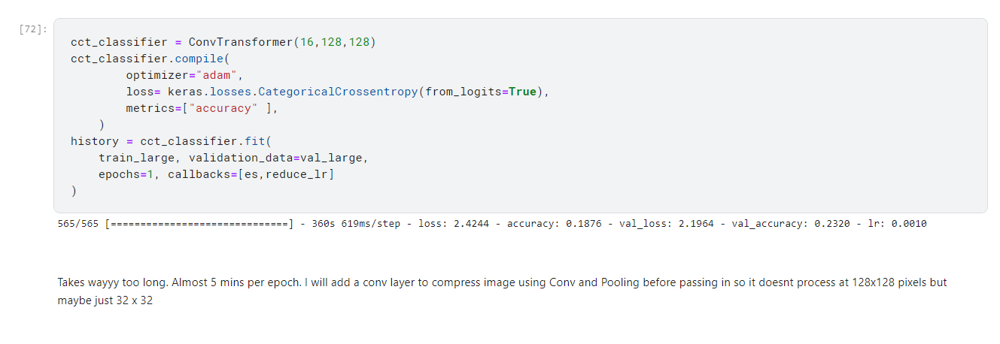 [72]:
cct_classifier = ConvTransformer(16,128,128)
cct_classifier.compile(
        optimizer="adam",
        loss= keras.losses.CategoricalCrossentropy(from_logits=True),
        metrics=["accuracy" ],
    )
history = cct_classifier.fit(
    train_large, validation_data=val_large,
    epochs=1, callbacks=[es,reduce_lr]
)
565/565 [==============================] - 360s 619ms/step - loss: 2.4244 - accuracy: 0.1876 - val_loss: 2.1964 - val_accuracy: 0.2320 - lr: 0.0010
Takes wayyy too long. Almost 5 mins per epoch. I will add a conv layer to compress image using Conv and Pooling before passing in so it doesnt process at 128x128 pixels but
maybe just 32 x 32